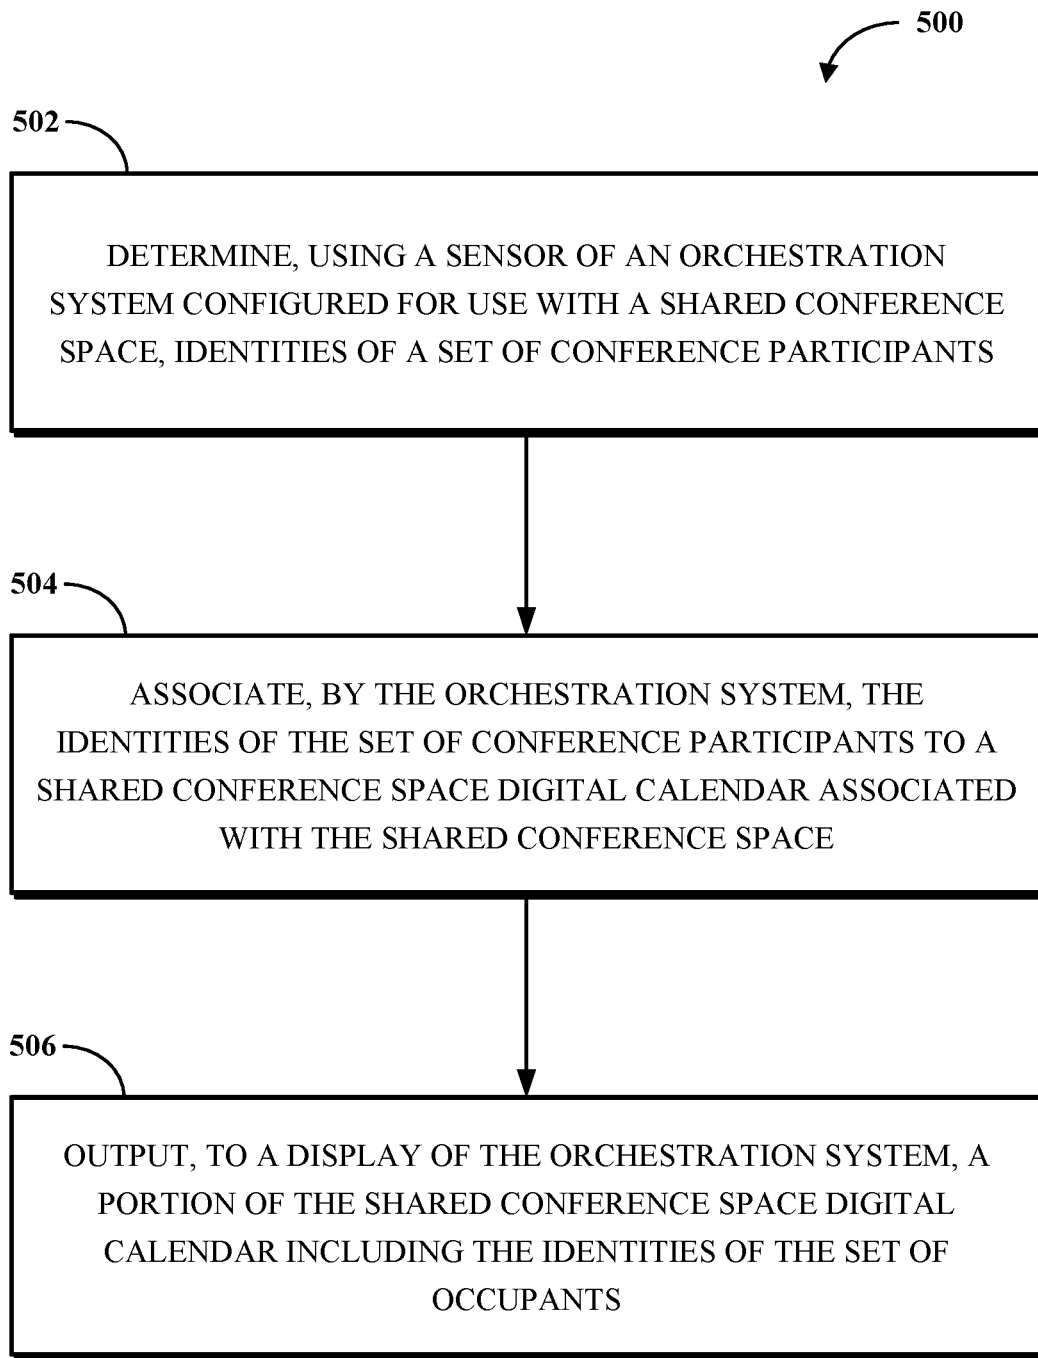 500
502
DETERMINE, USING A SENSOR OF AN ORCHESTRATION
SYSTEM CONFIGURED FOR USE WITH A SHARED CONFERENCE
SPACE, IDENTITIES OF A SET OF CONFERENCE PARTICIPANTS
504
ASSOCIATE, BY THE ORCHESTRATION SYSTEM, THE
IDENTITIES OF THE SET OF CONFERENCE PARTICIPANTS TO A
SHARED CONFERENCE SPACE DIGITAL CALENDAR ASSOCIATED
WITH THE SHARED CONFERENCE SPACE
506
OUTPUT, TO A DISPLAY OF THE ORCHESTRATION SYSTEM, A
PORTION OF THE SHARED CONFERENCE SPACE DIGITAL
CALENDAR INCLUDING THE IDENTITIES OF THE SET OF
OCCUPANTS